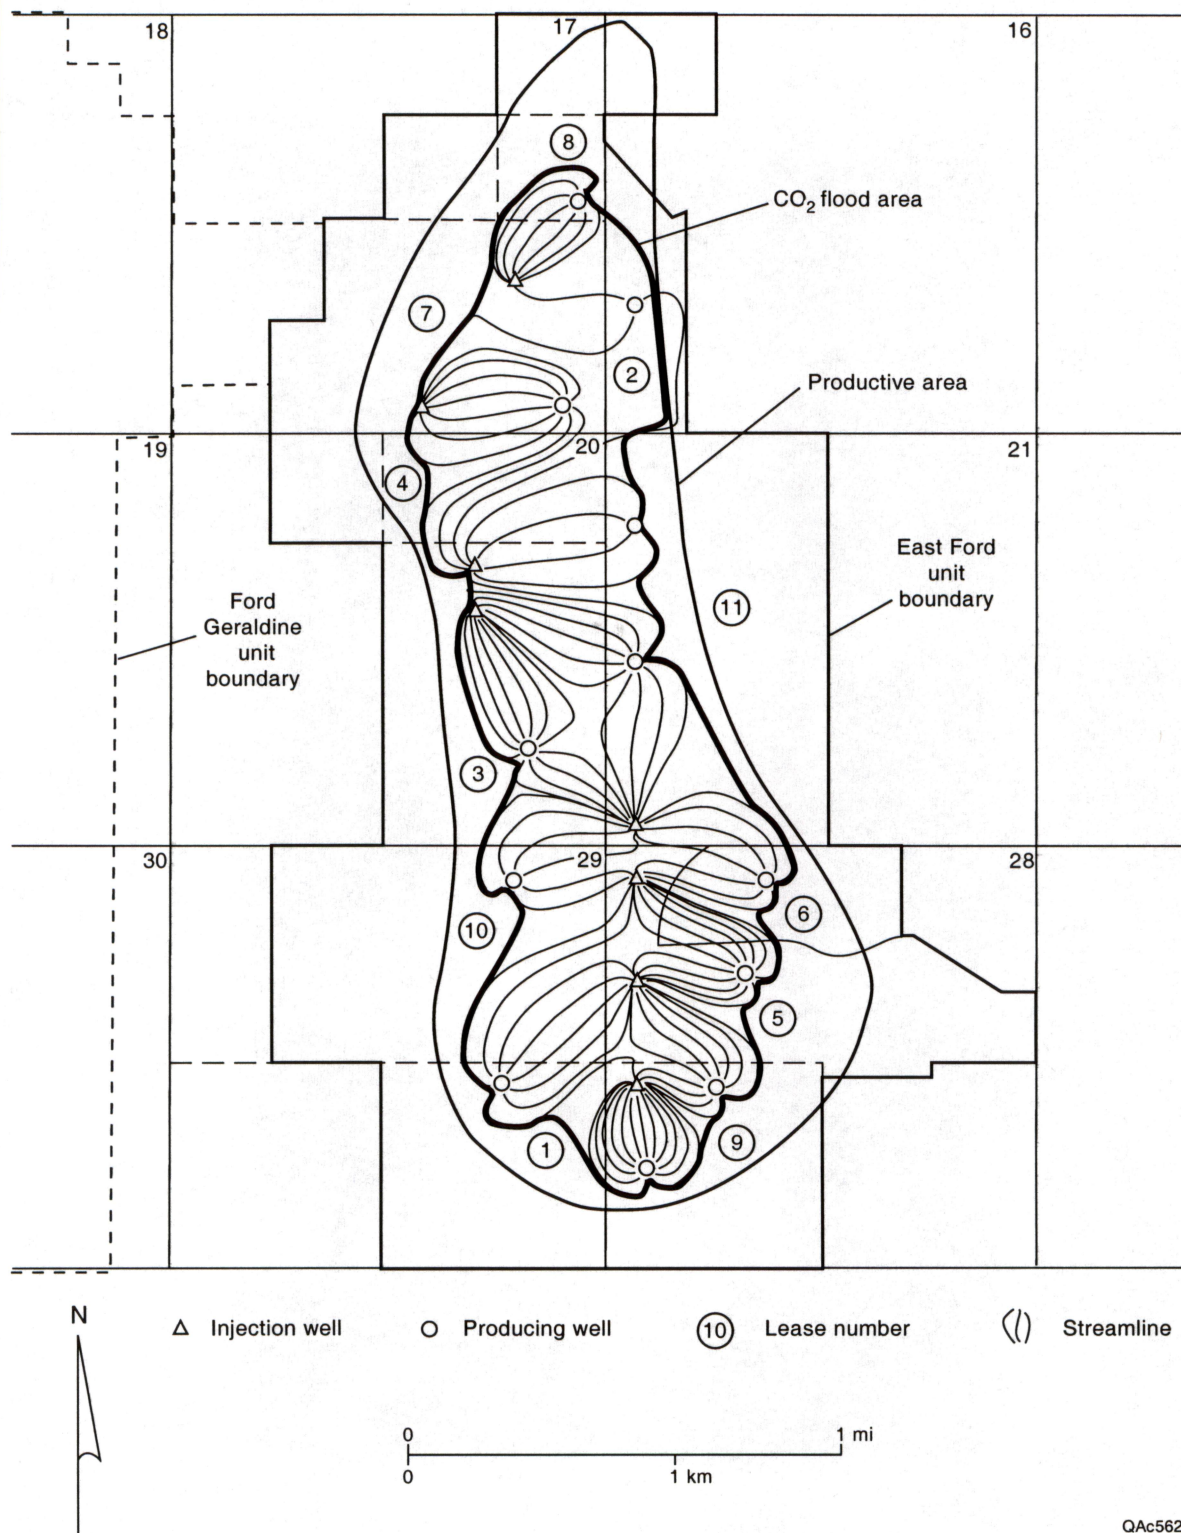 18
17
16
8
CO₂ flood area
7
2
Productive area
19
20
21
4
East Ford
unit
boundary
Ford
Geraldine
unit
boundary
11
3
30
29
28
6
10
5
1
9
N
Injection well
Producing well
10
Lease number
Streamline
0
1 mi
0
1 km
QAc562